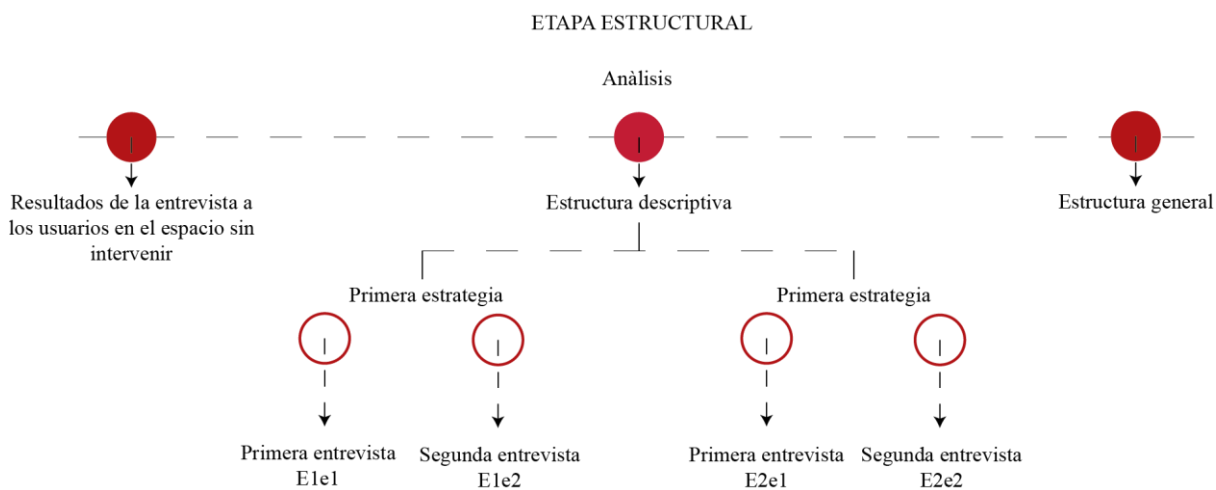 ETAPA ESTRUCTURAL
Anàlisis
Resultados de la entrevista a
los usuarios en el espacio sin
intervenir
Estructura descriptiva
Estructura general
Primera estrategia
Primera estrategia
Primera entrevista
E1e1
Segunda entrevista
E1e2
Primera entrevista
E2e1
Segunda entrevista
E2e2